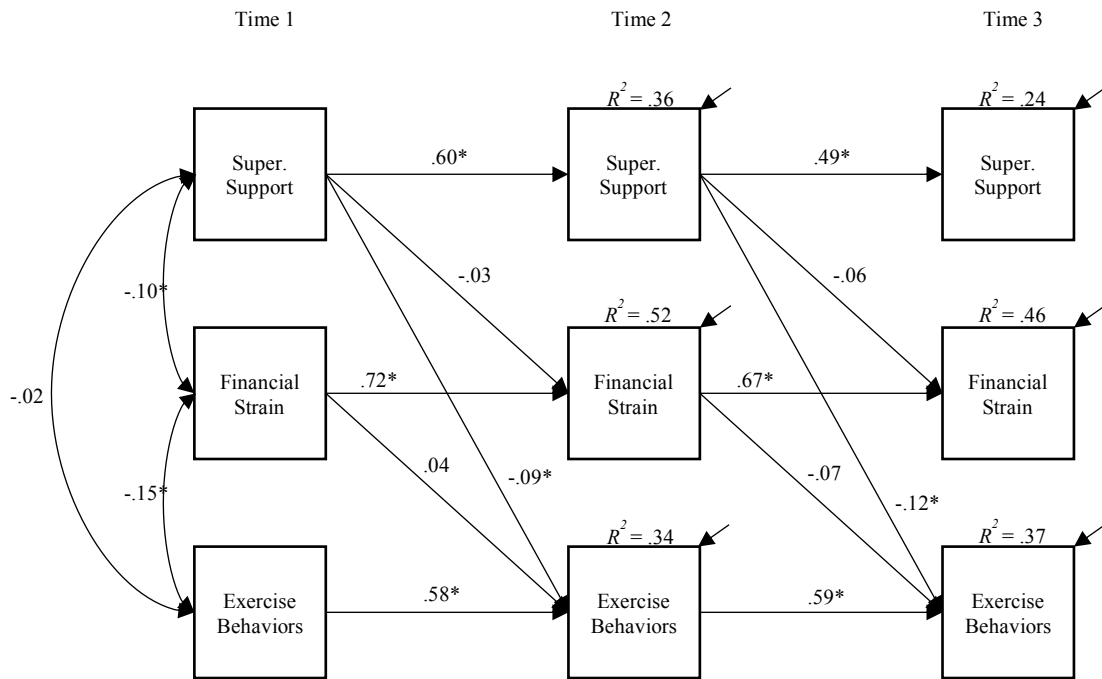 Time 1
Time 2
Time 3
R² = .36
R² = .24
Super.
Support
.60*
Super.
Support
.49*
Super.
Support
-.03
-.06
-.10*
R² = .52
R² = .46
-.02
Financial
Strain
.72*
Financial
Strain
.67*
Financial
Strain
.04
-.09*
-.07
-.15*
-.12*
R² = .34
R² = .37
Exercise
Behaviors
.58*
Exercise
Behaviors
.59*
Exercise
Behaviors